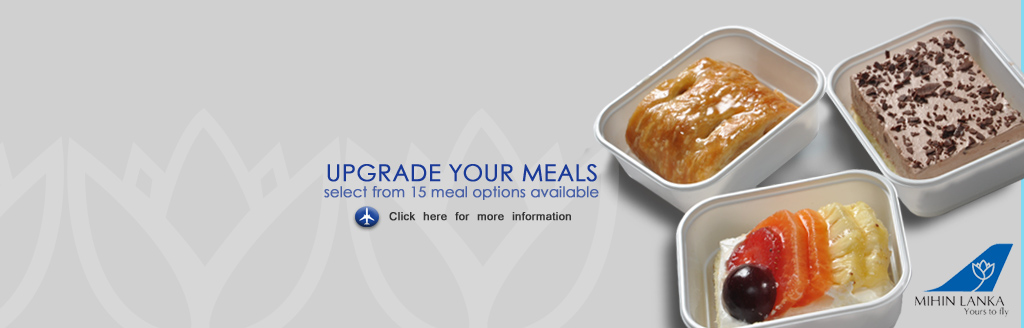 UPGRADE YOUR MEALS
select from 15 meal options available
Click here for more information
MIHIN LANKA
Yours to fly